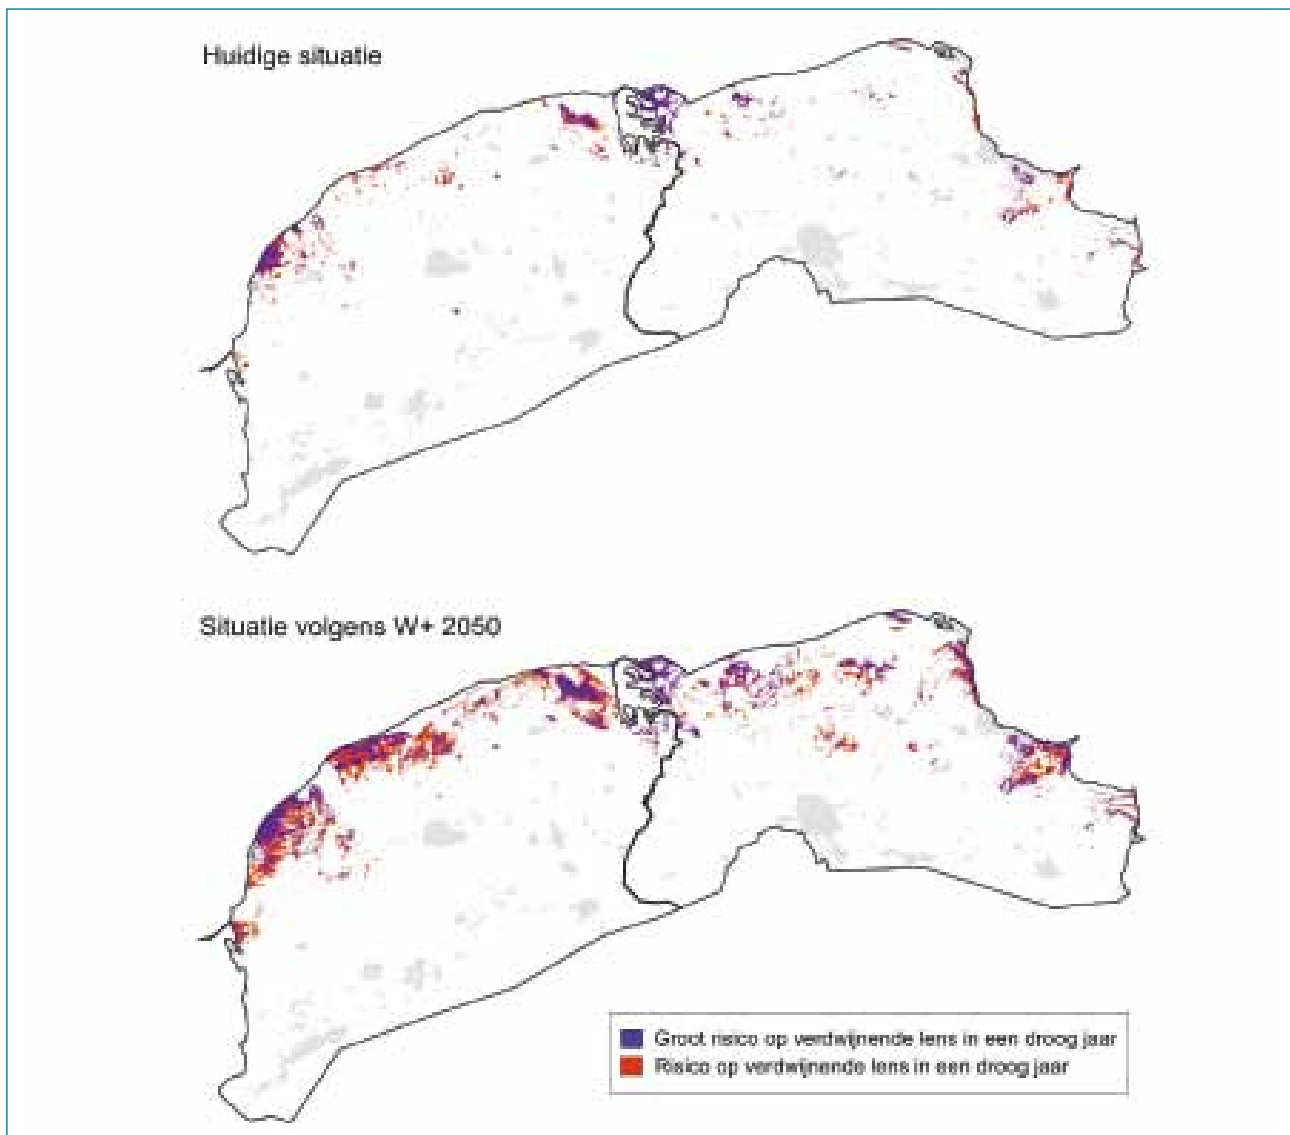 Huidige situatie
Situatie volgens W+ 2050
Groot risico op verdwijnende lens in een droog jaar
Risico op verdwijnende lens in een droog jaar